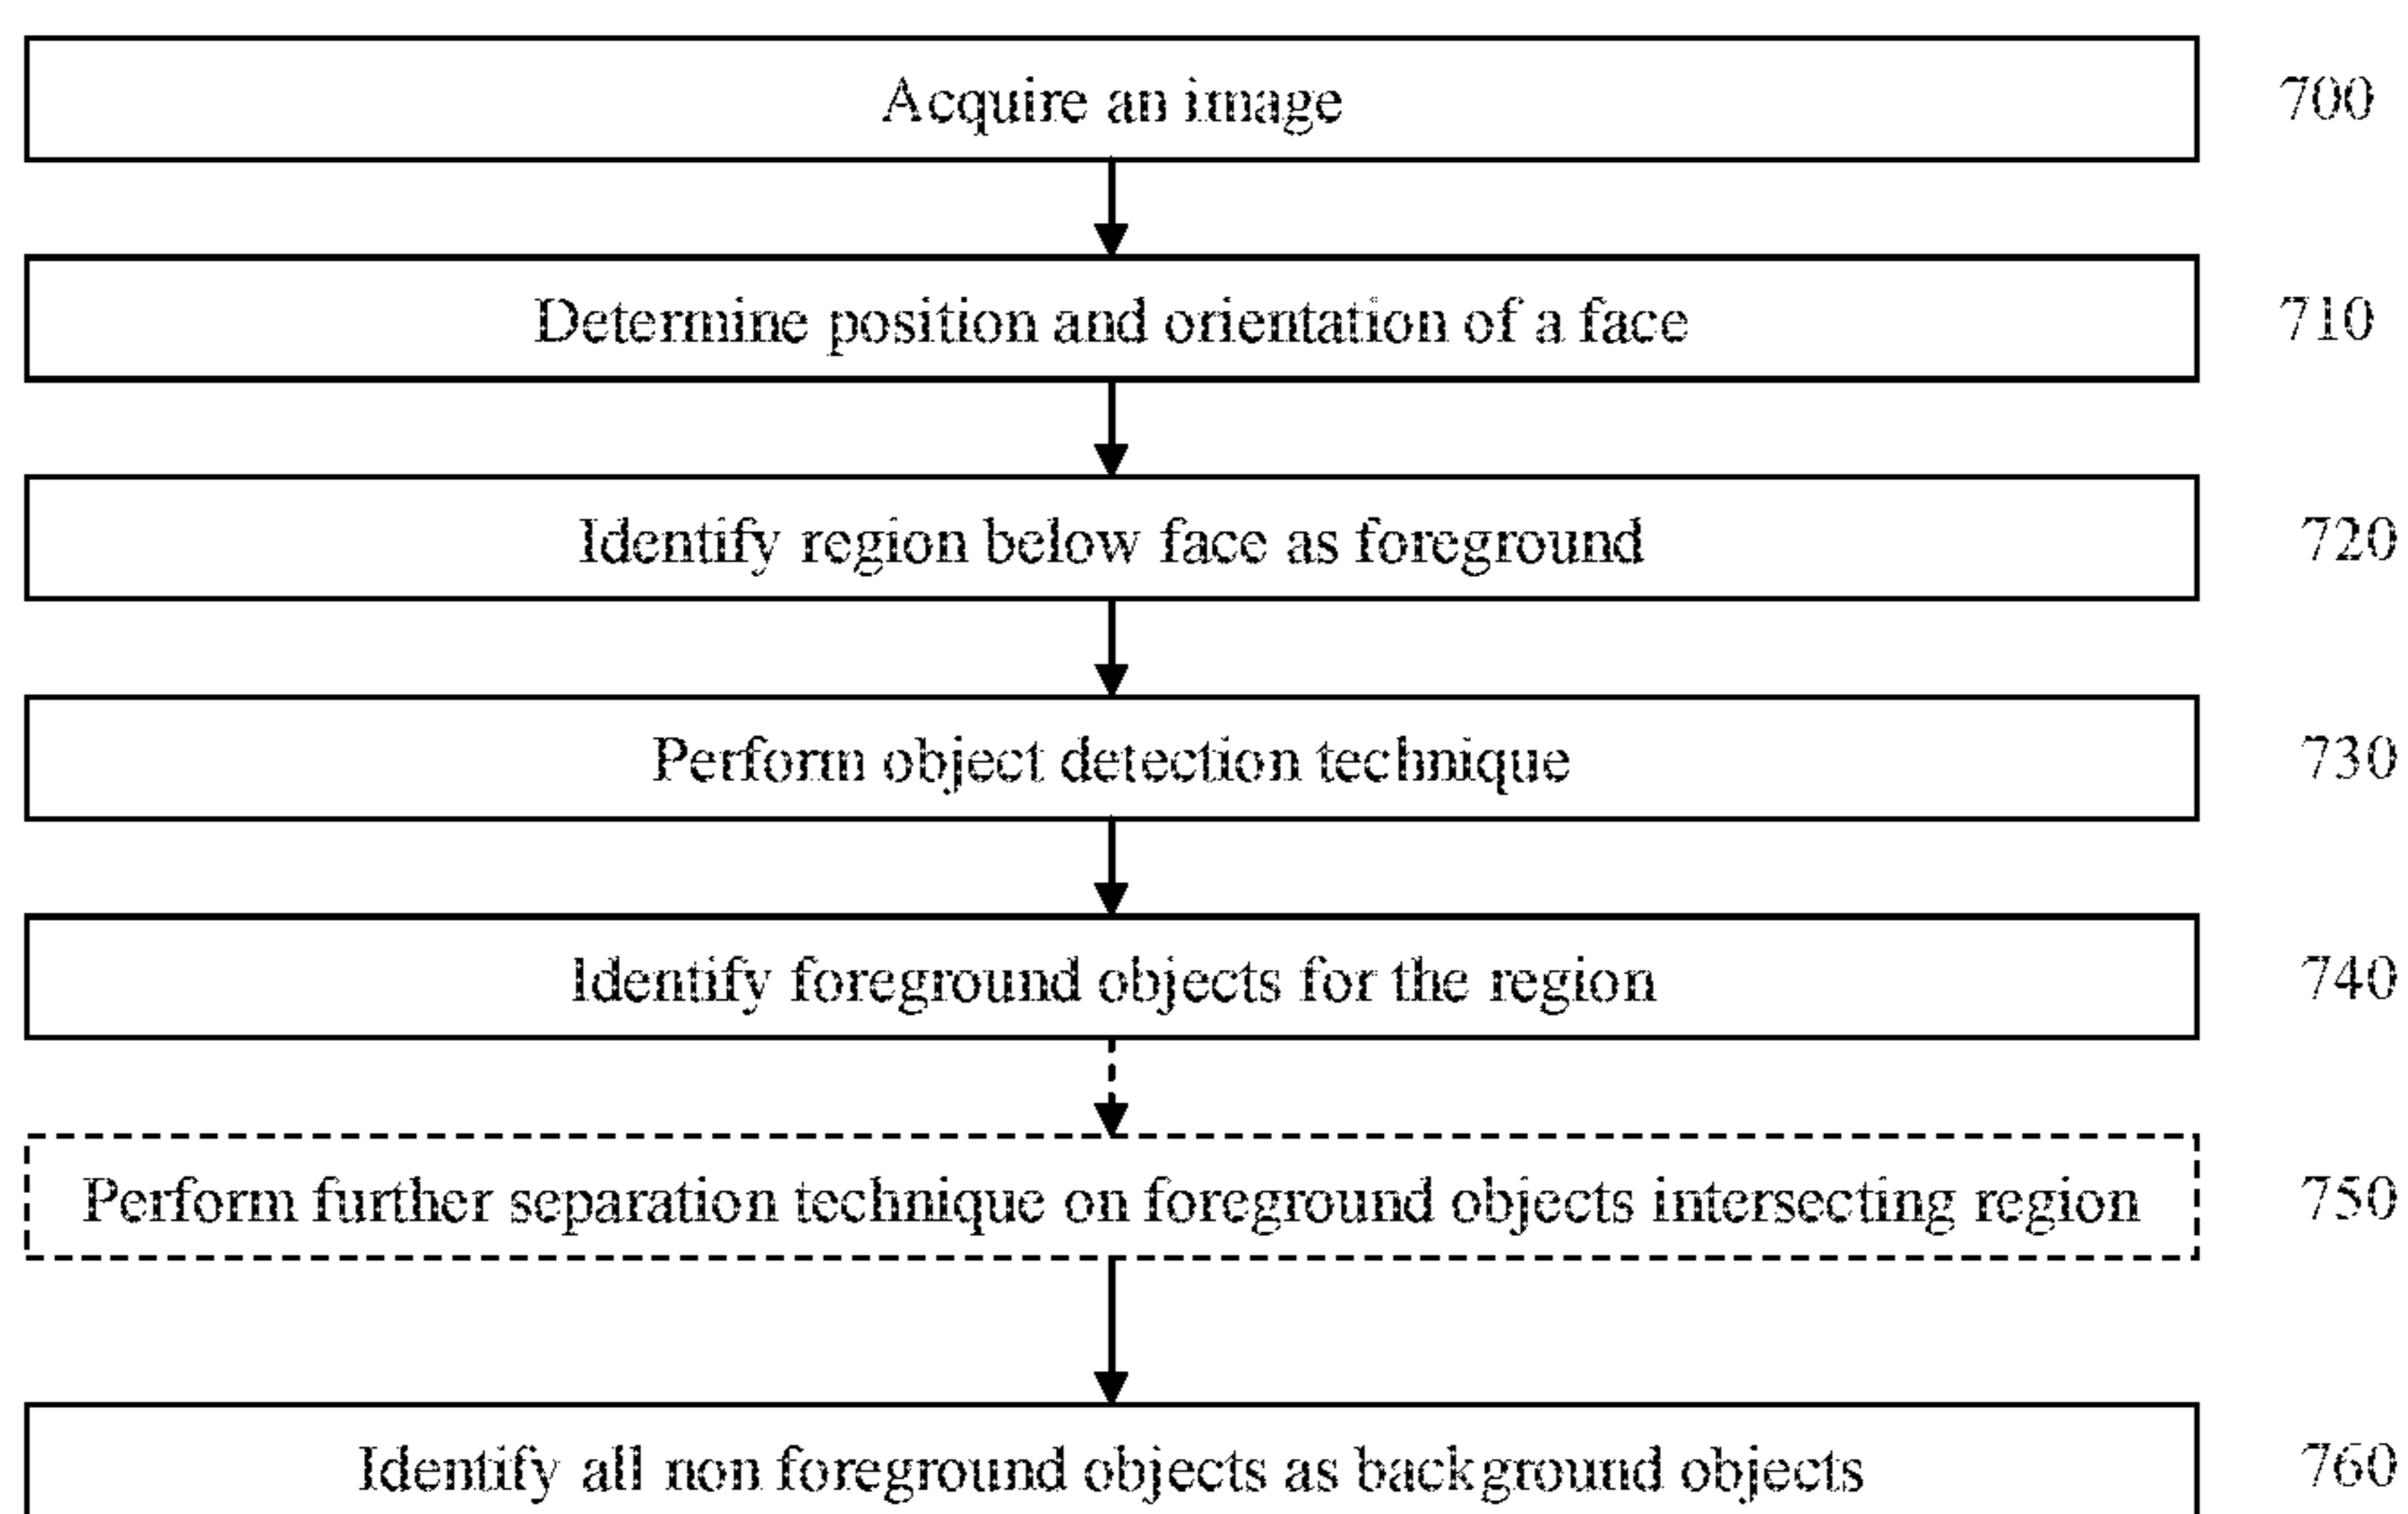 Acquire an image 700
Determine position and orientation of a face 710
Identify region below face as foreground 720
Perform object detection technique 730
Identify foreground objects for the region 740
Perform further separation technique on foreground objects intersecting region 750
Identify all non foreground objects as background objects 760